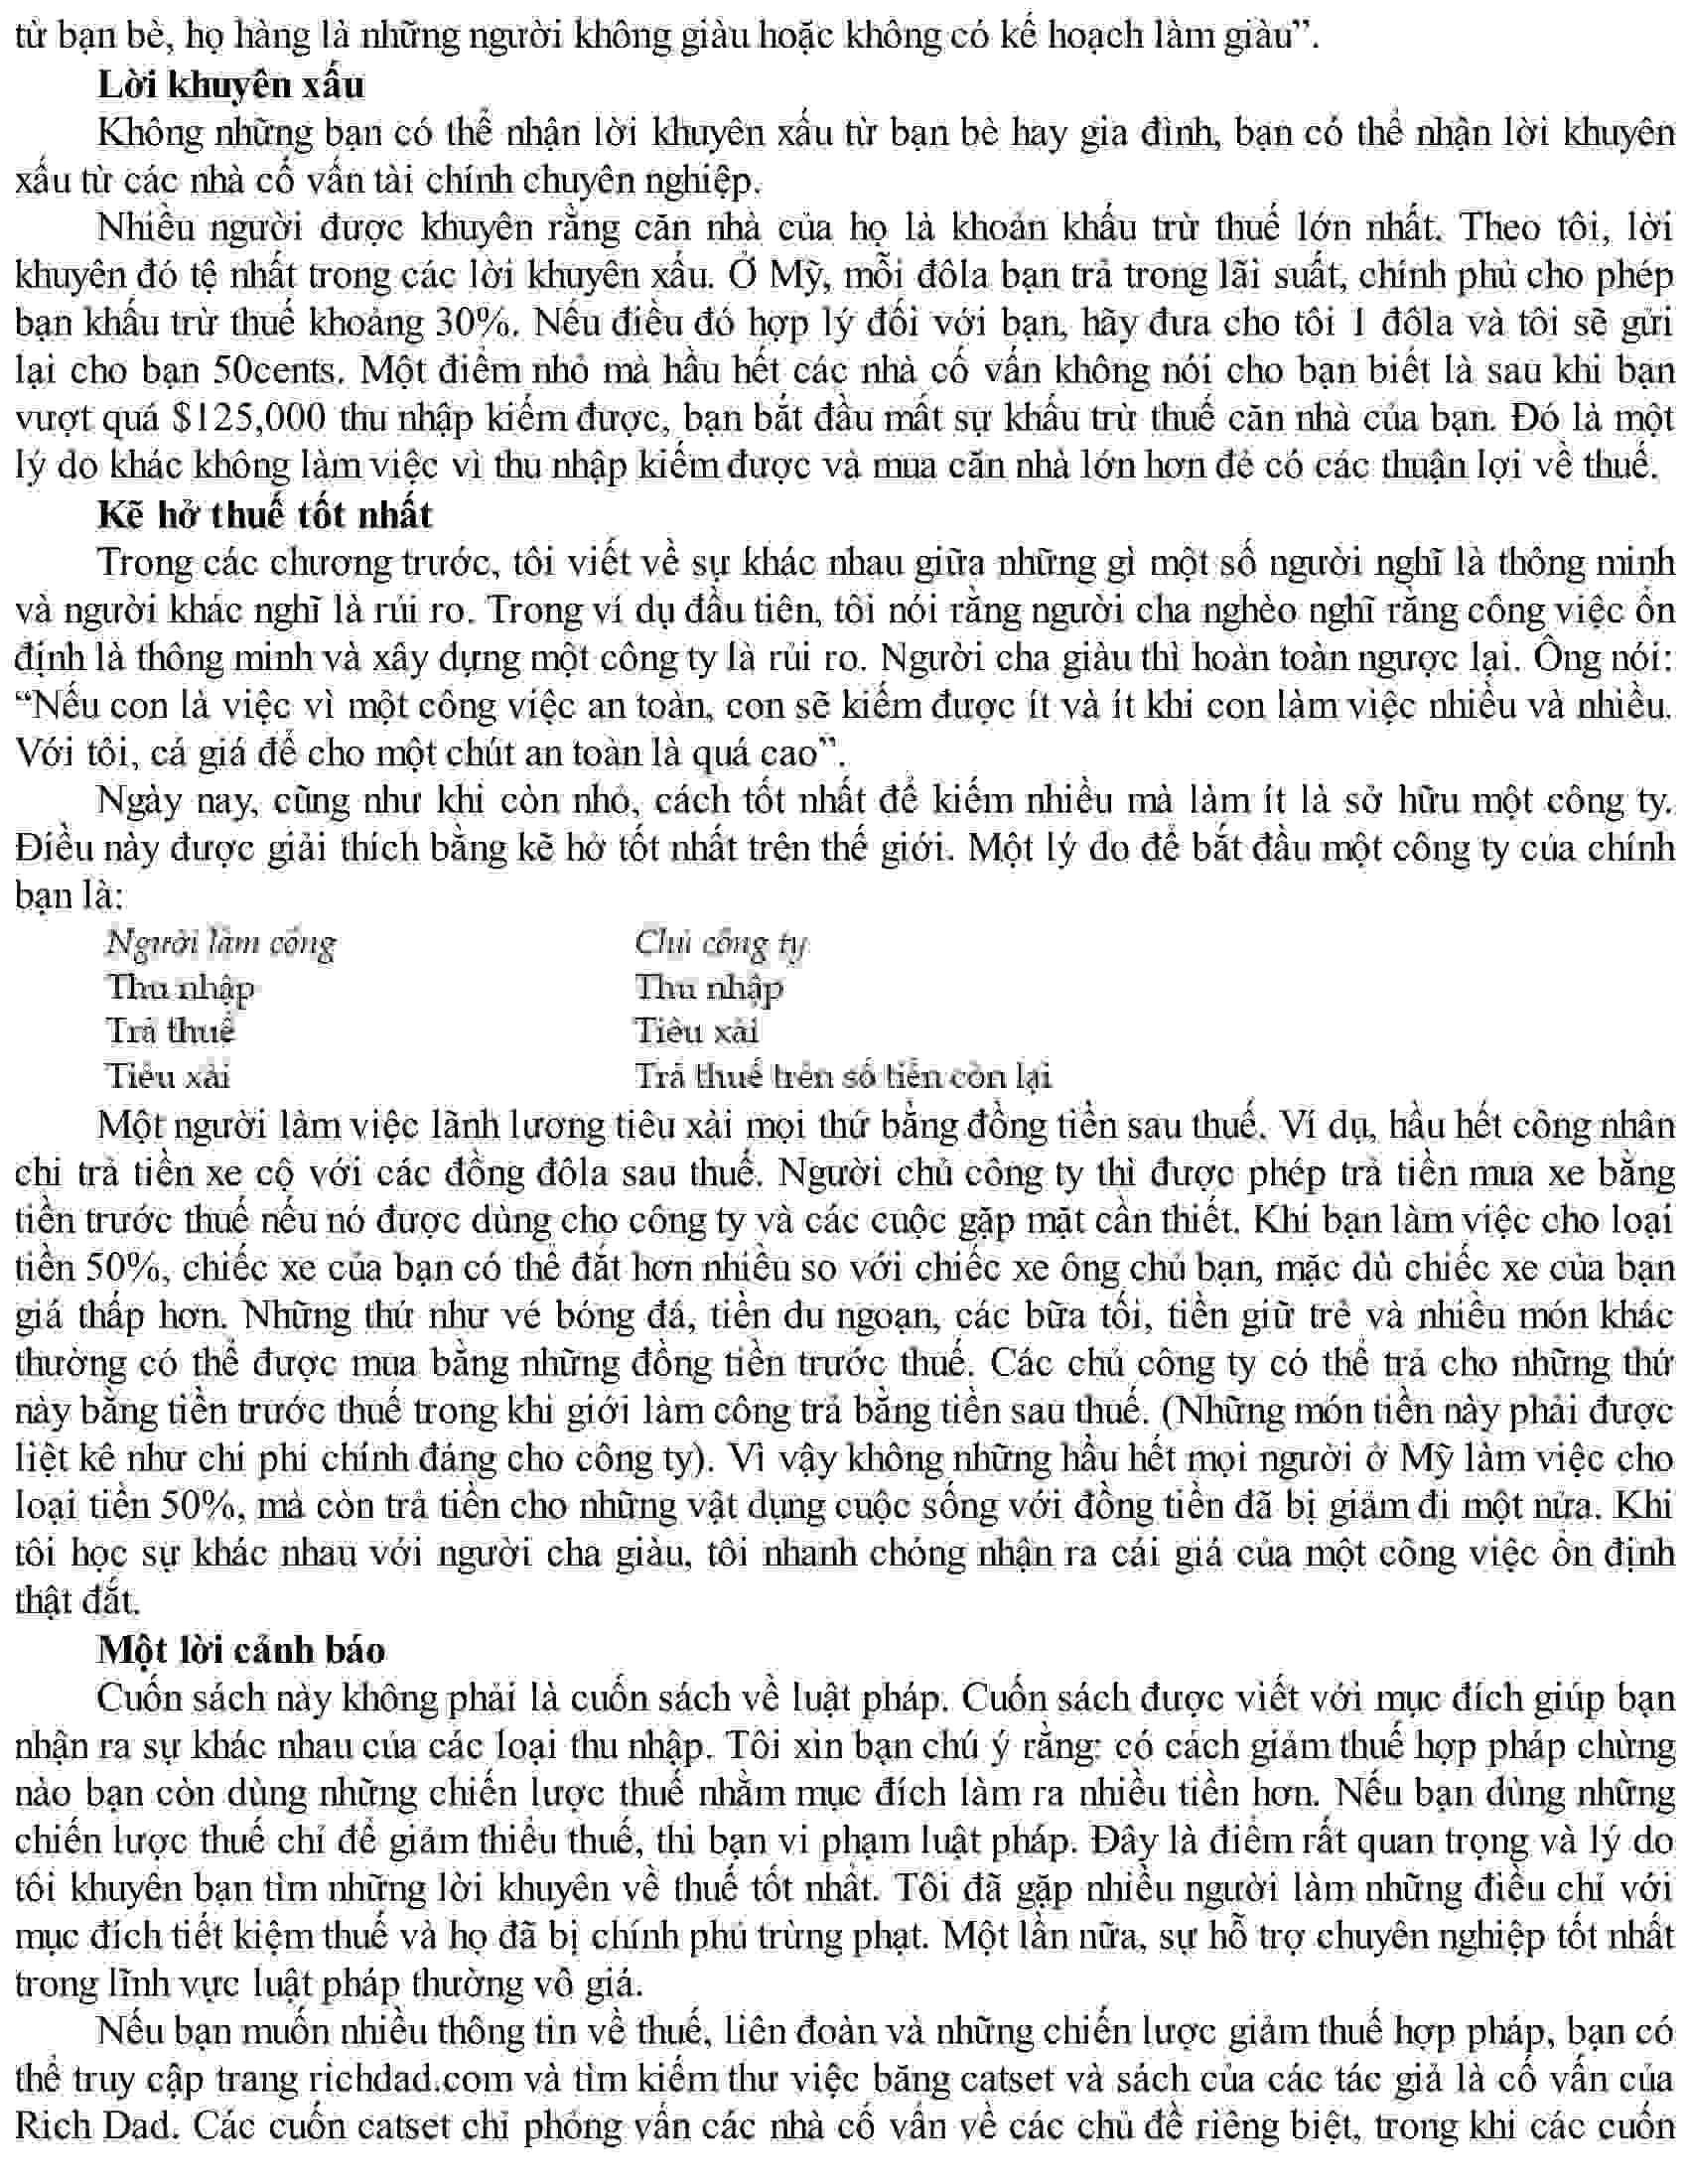 từ bạn bè, họ hàng là những người không giàu hoặc không có kế hoạch làm giàu”.
Lời khuyên xấu
Không những bạn có thể nhận lời khuyên xấu từ bạn bè hay gia đình, bạn có thể nhận lời khuyên
xấu từ các nhà cố vấn tài chính chuyên nghiệp.
Nhiều người được khuyên rằng căn nhà của họ là khoản khấu trừ thuế lớn nhất. Theo tôi, lời
khuyên đó tệ nhất trong các lời khuyên xấu. Ở Mỹ, mỗi đôla bạn trả trong lãi suất, chính phủ cho phép
bạn khấu trừ thuế khoảng 30%. Nếu điều đó hợp lý đối với bạn, hãy đưa cho tôi 1 đôla và tôi sẽ gửi
lại cho bạn 50cents. Một điểm nhỏ mà hầu hết các nhà cố vấn không nói cho bạn biết là sau khi bạn
vượt quá $125,000 thu nhập kiếm được, bạn bắt đầu mất sự khấu trừ thuế căn nhà của bạn. Đó là một
lý do khác không làm việc vì thu nhập kiếm được và mua căn nhà lớn hơn để có các thuận lợi về thuế.
Kẽ hở thuế tốt nhất
Trong các chương trước, tôi viết về sự khác nhau giữa những gì một số người nghĩ là thông minh
và người khác nghĩ là rủi ro. Trong ví dụ đầu tiên, tôi nói rằng người cha nghèo nghĩ rằng công việc ổn
định là thông minh và xây dựng một công ty là rủi ro. Người cha giàu thì hoàn toàn ngược lại. Ông nói:
“Nếu con là việc vì một công việc an toàn, con sẽ kiếm được ít và ít khi con làm việc nhiều và nhiều.
Với tôi, cá giá để cho một chút an toàn là quá cao”.
Ngày nay, cũng như khi còn nhỏ, cách tốt nhất để kiếm nhiều mà làm ít là sở hữu một công ty.
Điều này được giải thích bằng kẽ hở tốt nhất trên thế giới. Một lý do để bắt đầu một công ty của chính
bạn là:
Người làm công Chủ công ty
Thu nhập Thu nhập
Trả thuế Tiêu xài
Tiêu xài Trả thuế trên số tiền còn lại
Một người làm việc lãnh lương tiêu xài mọi thứ bằng đồng tiền sau thuế. Ví dụ, hầu hết công nhân
chi trả tiền xe cộ với các đồng đôla sau thuế. Người chủ công ty thì được phép trả tiền mua xe bằng
tiền trước thuế nếu nó được dùng cho công ty và các cuộc gặp mặt cần thiết. Khi bạn làm việc cho loại
tiền 50%, chiếc xe của bạn có thể đắt hơn nhiều so với chiếc xe ông chủ bạn, mặc dù chiếc xe của bạn
giá thấp hơn. Những thứ như vé bóng đá, tiền du ngoạn, các bữa tối, tiền giữ trẻ và nhiều món khác
thường có thể được mua bằng những đồng tiền trước thuế. Các chủ công ty có thể trả cho những thứ
này bằng tiền trước thuế trong khi giới làm công trả bằng tiền sau thuế. (Những món tiền này phải được
liệt kê như chi phí chính đáng cho công ty). Vì vậy không những hầu hết mọi người ở Mỹ làm việc cho
loại tiền 50%, mà còn trả tiền cho những vật dụng cuộc sống với đồng tiền đã bị giảm đi một nửa. Khi
tôi học sự khác nhau với người cha giàu, tôi nhanh chóng nhận ra cái giá của một công việc ổn định
thật đắt.
Một lời cảnh báo
Cuốn sách này không phải là cuốn sách về luật pháp. Cuốn sách được viết với mục đích giúp bạn
nhận ra sự khác nhau của các loại thu nhập. Tôi xin bạn chú ý rằng: có cách giảm thuế hợp pháp chừng
nào bạn còn dùng những chiến lược thuế nhằm mục đích làm ra nhiều tiền hơn. Nếu bạn dùng những
chiến lược thuế chỉ để giảm thiểu thuế, thì bạn vi phạm luật pháp. Đây là điểm rất quan trọng và lý do
tôi khuyên bạn tìm những lời khuyên về thuế tốt nhất. Tôi đã gặp nhiều người làm những điều chỉ với
mục đích tiết kiệm thuế và họ đã bị chính phủ trừng phạt. Một lần nữa, sự hỗ trợ chuyên nghiệp tốt nhất
trong lĩnh vực luật pháp thường vô giá.
Nếu bạn muốn nhiều thông tin về thuế, liên đoàn và những chiến lược giảm thuế hợp pháp, bạn có
thể truy cập trang richdad.com và tìm kiếm thư việc băng catset và sách của các tác giả là cố vấn của
Rich Dad. Các cuốn catset chỉ phỏng vấn các nhà cố vấn về các chủ đề riêng biệt, trong khi các cuốn